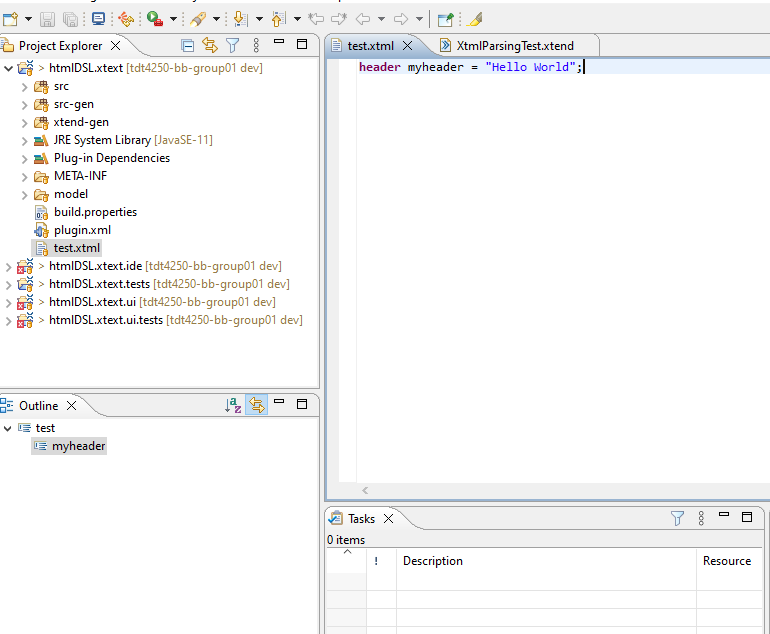 Project Explorer
htmlDSL.xtext [tdt4250-bb-group01 dev]
src
src-gen
xtend-gen
JRE System Library [JavaSE-11]
Plug-in Dependencies
META-INF
model
build.properties
plugin.xml
test.xtml
> htmlDSL.xtext.ide [tdt4250-bb-group01 dev]
> htmlDSL.xtext.tests [tdt4250-bb-group01 dev]
> htmlDSL.xtext.ui [tdt4250-bb-group01 dev]
> htmlDSL.xtext.ui.tests [tdt4250-bb-group01 dev]
test.xtml
XtmlParsingTest.xtend
header myheader = "Hello World";
Outline
test
myheader
Tasks
0 items
! Description Resource